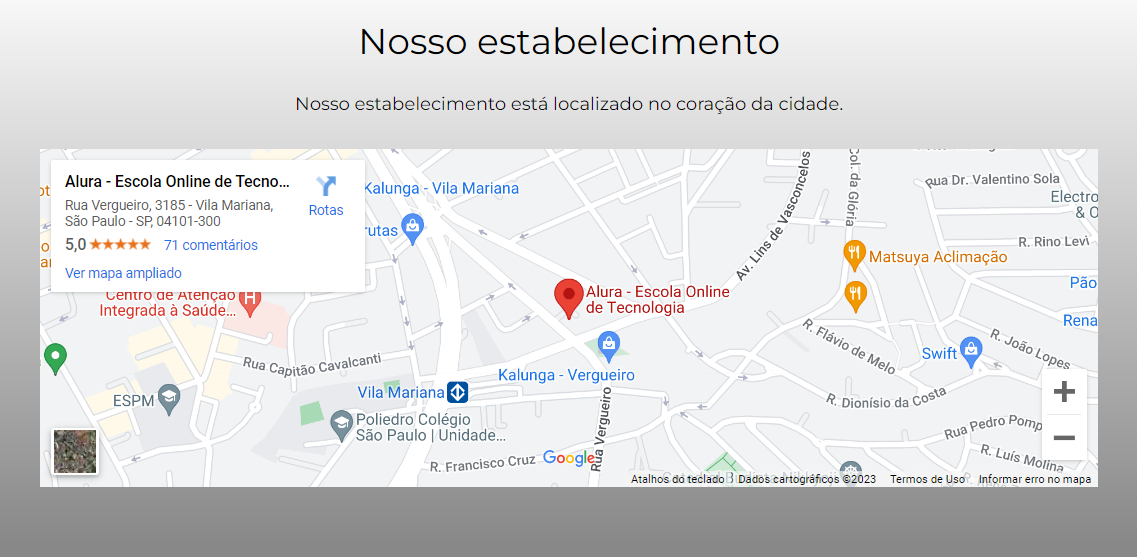 Nosso estabelecimento
Nosso estabelecimento está localizado no coração da cidade.
Alura - Escola Online de Tecno...
Rua Vergueiro, 3185 - Vila Mariana,
São Paulo - SP, 04101-300
5,0
71 comentários
Ver mapa ampliado
Rotas
Kalunga - Vila Mariana
rutas
Av. Lins de Vasconcelos
Col. da Glória
Rua Dr. Valentino Sola
Electro
& O
R. Rino Levi
Matsuya Aclimação
Pão
Rena
Alura - Escola Online
de Tecnologia
Centro de Atenção
Integrada à Saúde...
R. Flávio de Melo
R. João Lopes
Swift
Rua Capitão Cavalcanti
Kalunga - Vergueiro
Vila Mariana
ESPM
R. Dionísio da Costa
Poliedro Colégio
São Paulo | Unidade...
Rua Vergueiro
Rua Pedro Pomp
R. Luís Molina
R. Francisco Cruz
Google
Atalhos do teclado
Dados cartográficos ©2023
Termos de Uso
Informar erro no mapa